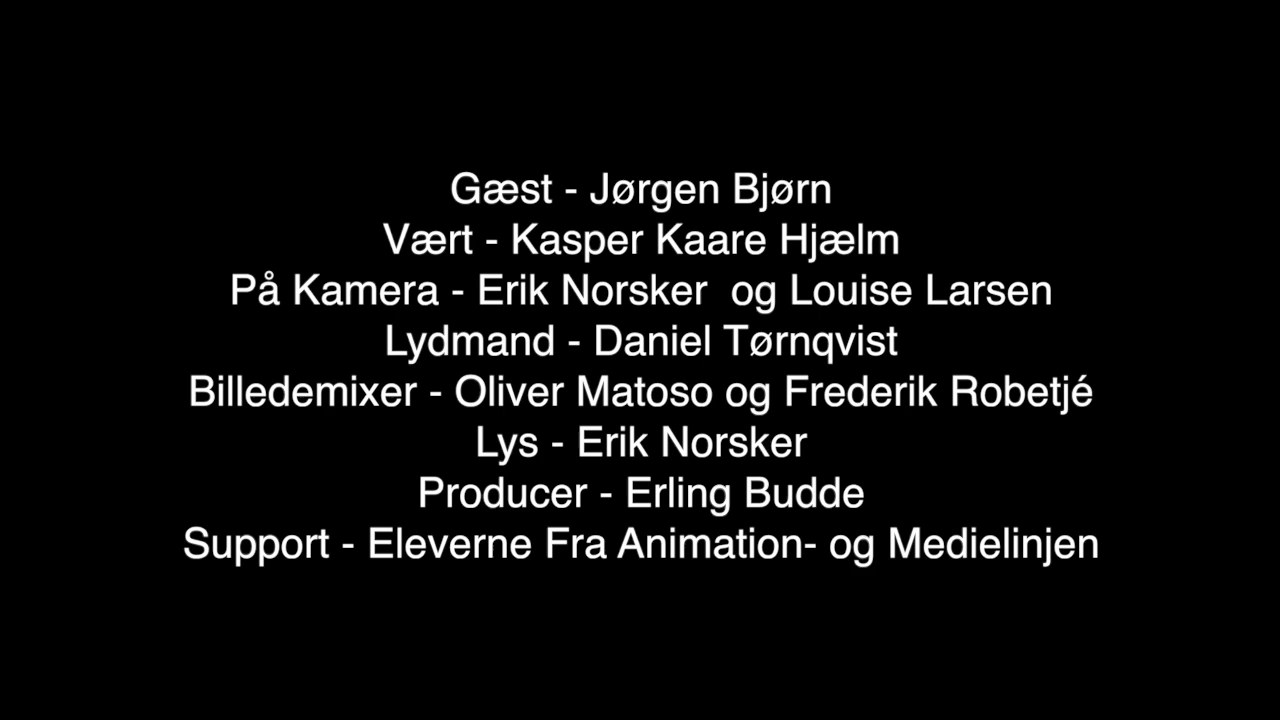 Gæst - Jørgen Bjørn
Vært - Kasper Kaare Hjælm
På Kamera - Erik Norsker  og Louise Larsen
Lydmand - Daniel Tørnqvist
Billedemixer - Oliver Matoso og Frederik Robetjé
Lys - Erik Norsker
Producer - Erling Budde
Support - Eleverne Fra Animation- og Medielinjen